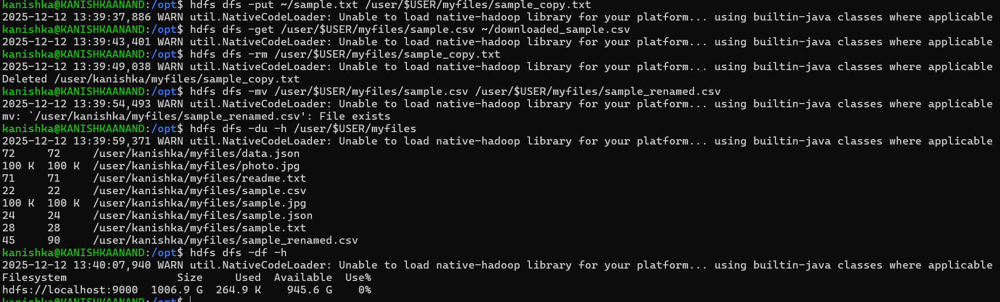 kanishka@KANISHKAANAND:/opt$ hdfs dfs -put ~/sample.txt /user/$USER/myfiles/sample_copy.txt
2025-12-12 13:39:37,886 WARN util.NativeCodeLoader: Unable to load native-hadoop library for your platform... using builtin-java classes where applicable
kanishka@KANISHKAANAND:/opt$ hdfs dfs -get /user/$USER/myfiles/sample.csv ~/downloaded_sample.csv
2025-12-12 13:39:43,401 WARN util.NativeCodeLoader: Unable to load native-hadoop library for your platform... using builtin-java classes where applicable
kanishka@KANISHKAANAND:/opt$ hdfs dfs -rm /user/$USER/myfiles/sample_copy.txt
2025-12-12 13:39:49,038 WARN util.NativeCodeLoader: Unable to load native-hadoop library for your platform... using builtin-java classes where applicable
Deleted /user/kanishka/myfiles/sample_copy.txt
kanishka@KANISHKAANAND:/opt$ hdfs dfs -mv /user/$USER/myfiles/sample.csv /user/$USER/myfiles/sample_renamed.csv
2025-12-12 13:39:54,493 WARN util.NativeCodeLoader: Unable to load native-hadoop library for your platform... using builtin-java classes where applicable
mv: `/user/kanishka/myfiles/sample_renamed.csv': File exists
kanishka@KANISHKAANAND:/opt$ hdfs dfs -du -h /user/$USER/myfiles
2025-12-12 13:39:59,371 WARN util.NativeCodeLoader: Unable to load native-hadoop library for your platform... using builtin-java classes where applicable
72     72     /user/kanishka/myfiles/data.json
100 K  100 K  /user/kanishka/myfiles/photo.jpg
71     71     /user/kanishka/myfiles/readme.txt
22     22     /user/kanishka/myfiles/sample.csv
100 K  100 K  /user/kanishka/myfiles/sample.jpg
24     24     /user/kanishka/myfiles/sample.json
28     28     /user/kanishka/myfiles/sample.txt
45     90     /user/kanishka/myfiles/sample_renamed.csv
kanishka@KANISHKAANAND:/opt$ hdfs dfs -df -h
2025-12-12 13:40:07,940 WARN util.NativeCodeLoader: Unable to load native-hadoop library for your platform... using builtin-java classes where applicable
Filesystem                 Size     Used  Available  Use%
hdfs://localhost:9000  1006.9 G  264.9 K    945.6 G    0%
kanishka@KANISHKAANAND:/opt$